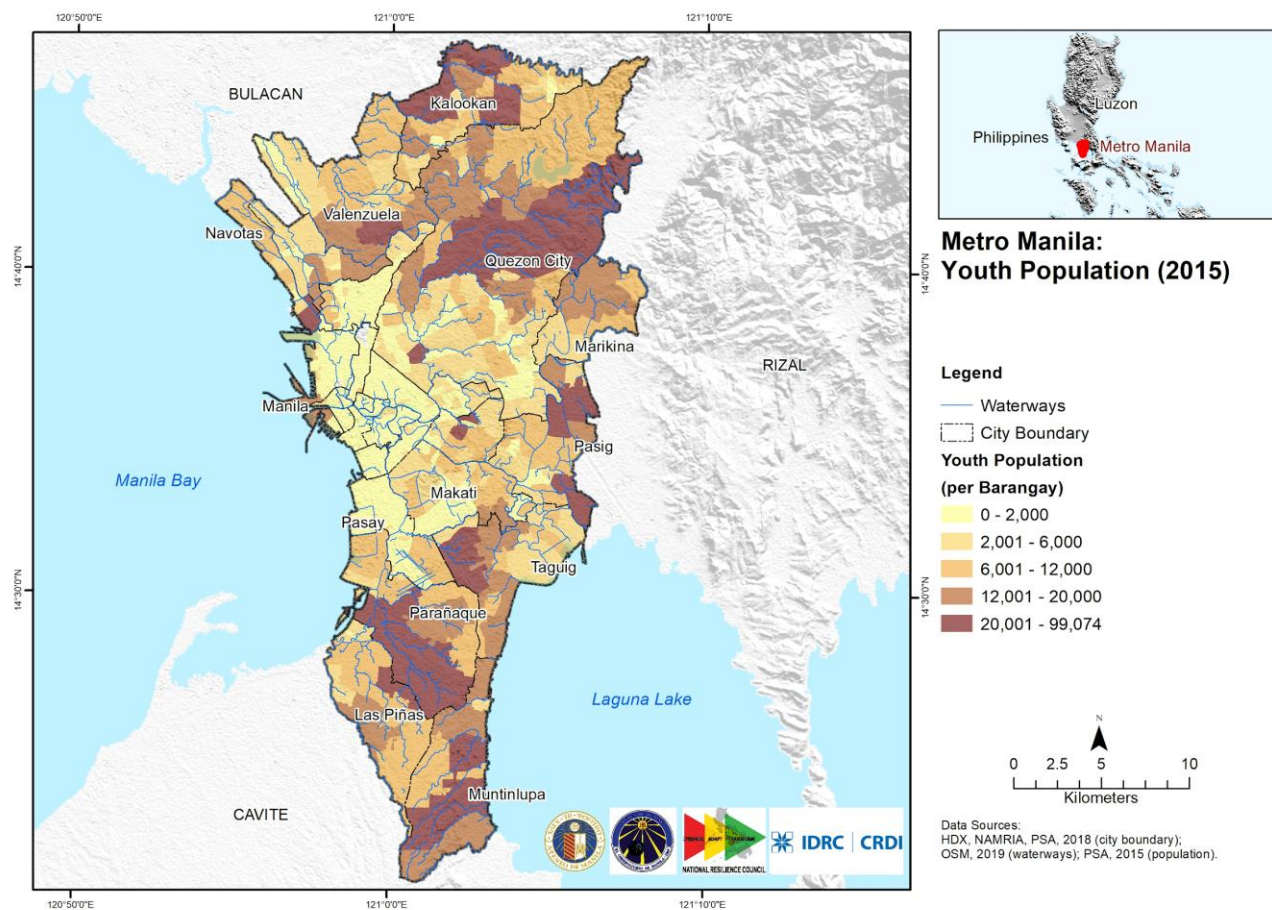 120°50'0"E
121°0'0"E
121°10'0"E
BULACAN
Kalookan
Valenzuela
Navotas
Quezon City
14°40'0"N
14°40'0"N
Marikina
RIZAL
Manila
Pasig
Manila Bay
Makati
Pasay
Taguig
14°30'0"N
14°30'0"N
Parañaque
Las Piñas
Laguna Lake
Muntinlupa
CAVITE
NATIONAL RESILIENCE COUNCIL
IDRC | CRDI
120°50'0"E
121°0'0"E
121°10'0"E
Luzon
Philippines
Metro Manila
Metro Manila:
Youth Population (2015)
Legend
Waterways
City Boundary
Youth Population
(per Barangay)
0 - 2,000
2,001 - 6,000
6,001 - 12,000
12,001 - 20,000
20,001 - 99,074
N
0 2.5 5 10
Kilometers
Data Sources:
HDX, NAMRIA, PSA, 2018 (city boundary);
OSM, 2019 (waterways); PSA, 2015 (population).